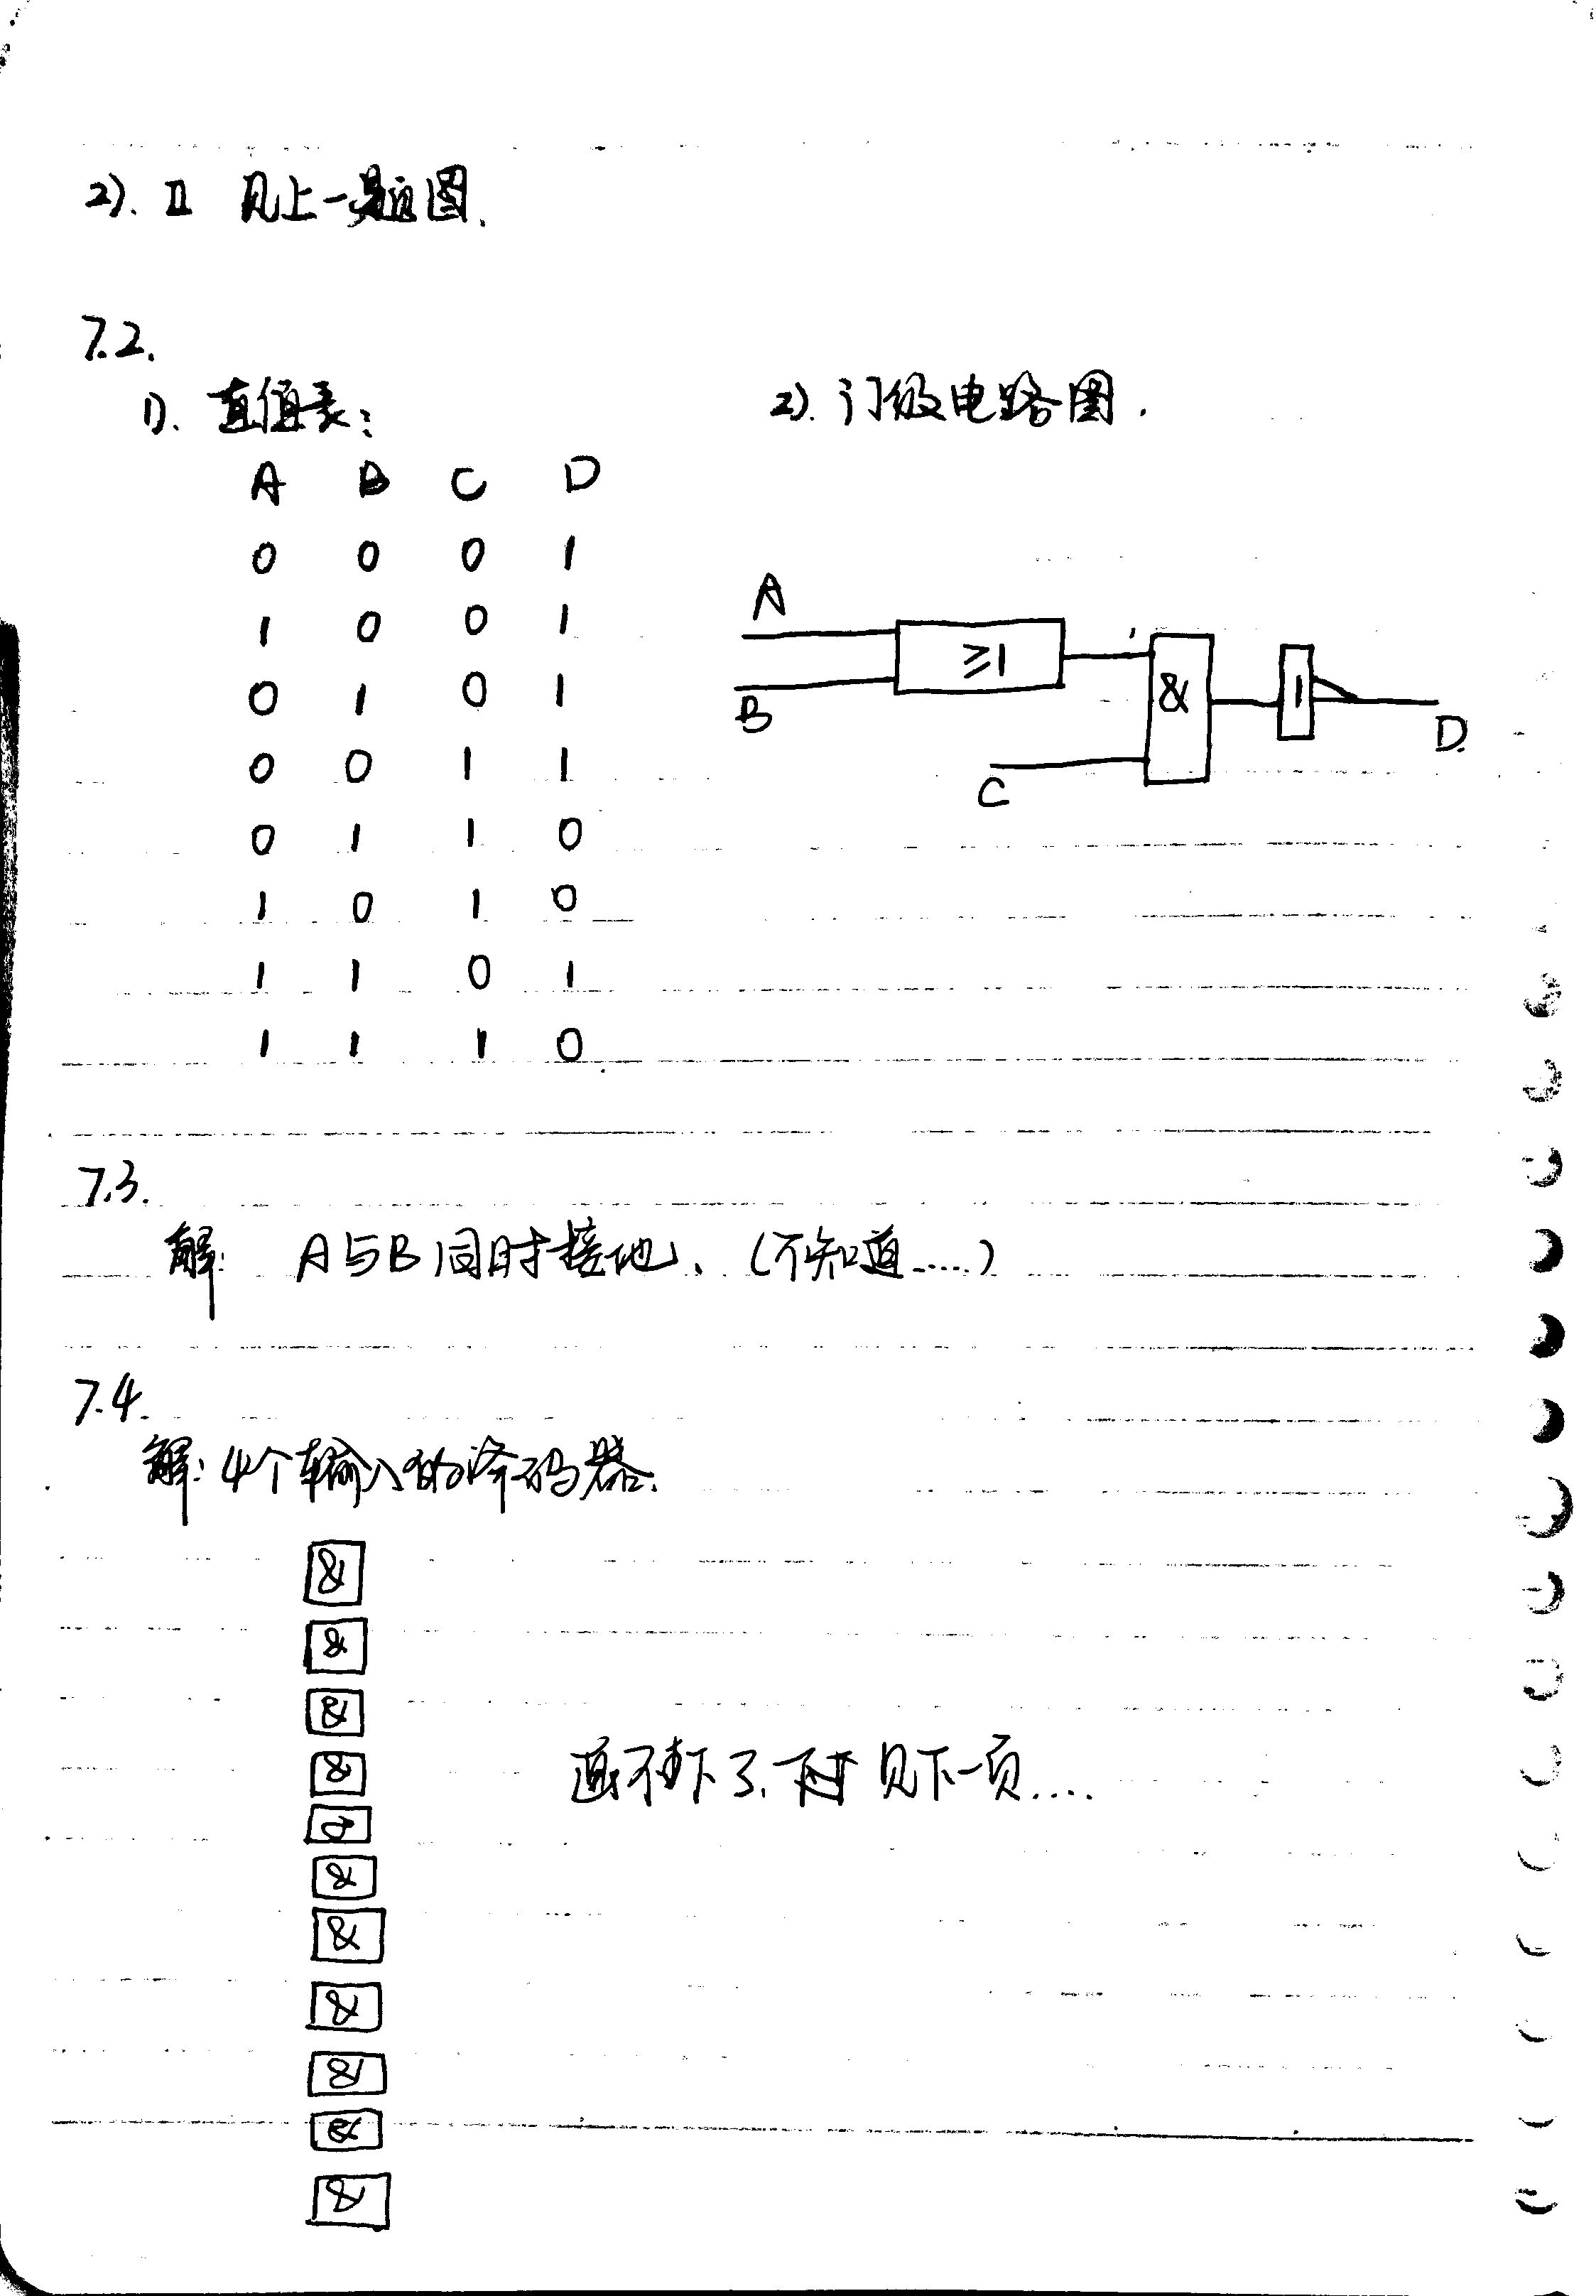 2). Ⅱ 见上一题图.
7.2.
1). 真值表:
A B C D
0 0 0 1
1 0 0 1
0 1 0 1
0 0 1 1
0 1 1 0
1 0 1 0
1 1 0 1
1 1 1 0
2). 门级电路图.
A
B
≥1
&
1
C
D.
7.3.
解: A与B同时接地、(不知道.....)
7.4.
解: 4个输入的译码器.
&
&
&
&
&
&
&
&
&
&
画不下了. 见下一页....